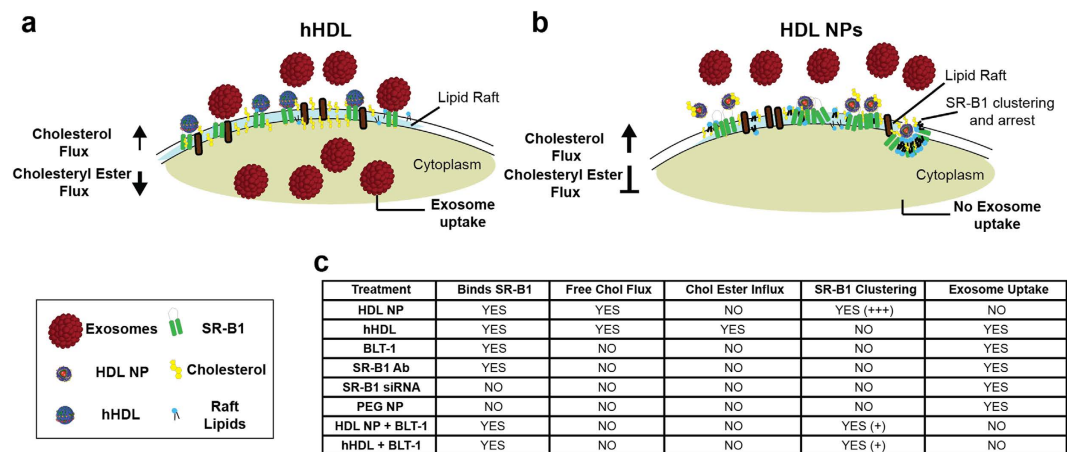 a
hHDL
Lipid Raft
Cholesterol
Flux
Cholesteryl Ester
Flux
Cytoplasm
Exosome
uptake
b
HDL NPs
Lipid Raft
SR-B1 clustering
and arrest
Cholesterol
Flux
Cholesteryl Ester
Flux
Cytoplasm
No Exosome
uptake
Exosomes
SR-B1
HDL NP
Cholesterol
hHDL
Raft
Lipids
c
Treatment Binds SR-B1 Free Chol Flux Chol Ester Influx SR-B1 Clustering Exosome Uptake
HDL NP YES YES NO YES (+++) NO
hHDL YES YES YES NO YES
BLT-1 YES NO NO NO YES
SR-B1 Ab YES NO NO NO YES
SR-B1 siRNA NO NO NO NO YES
PEG NP NO NO NO NO YES
HDL NP + BLT-1 YES NO NO YES (+) NO
hHDL + BLT-1 YES NO NO YES (+) NO